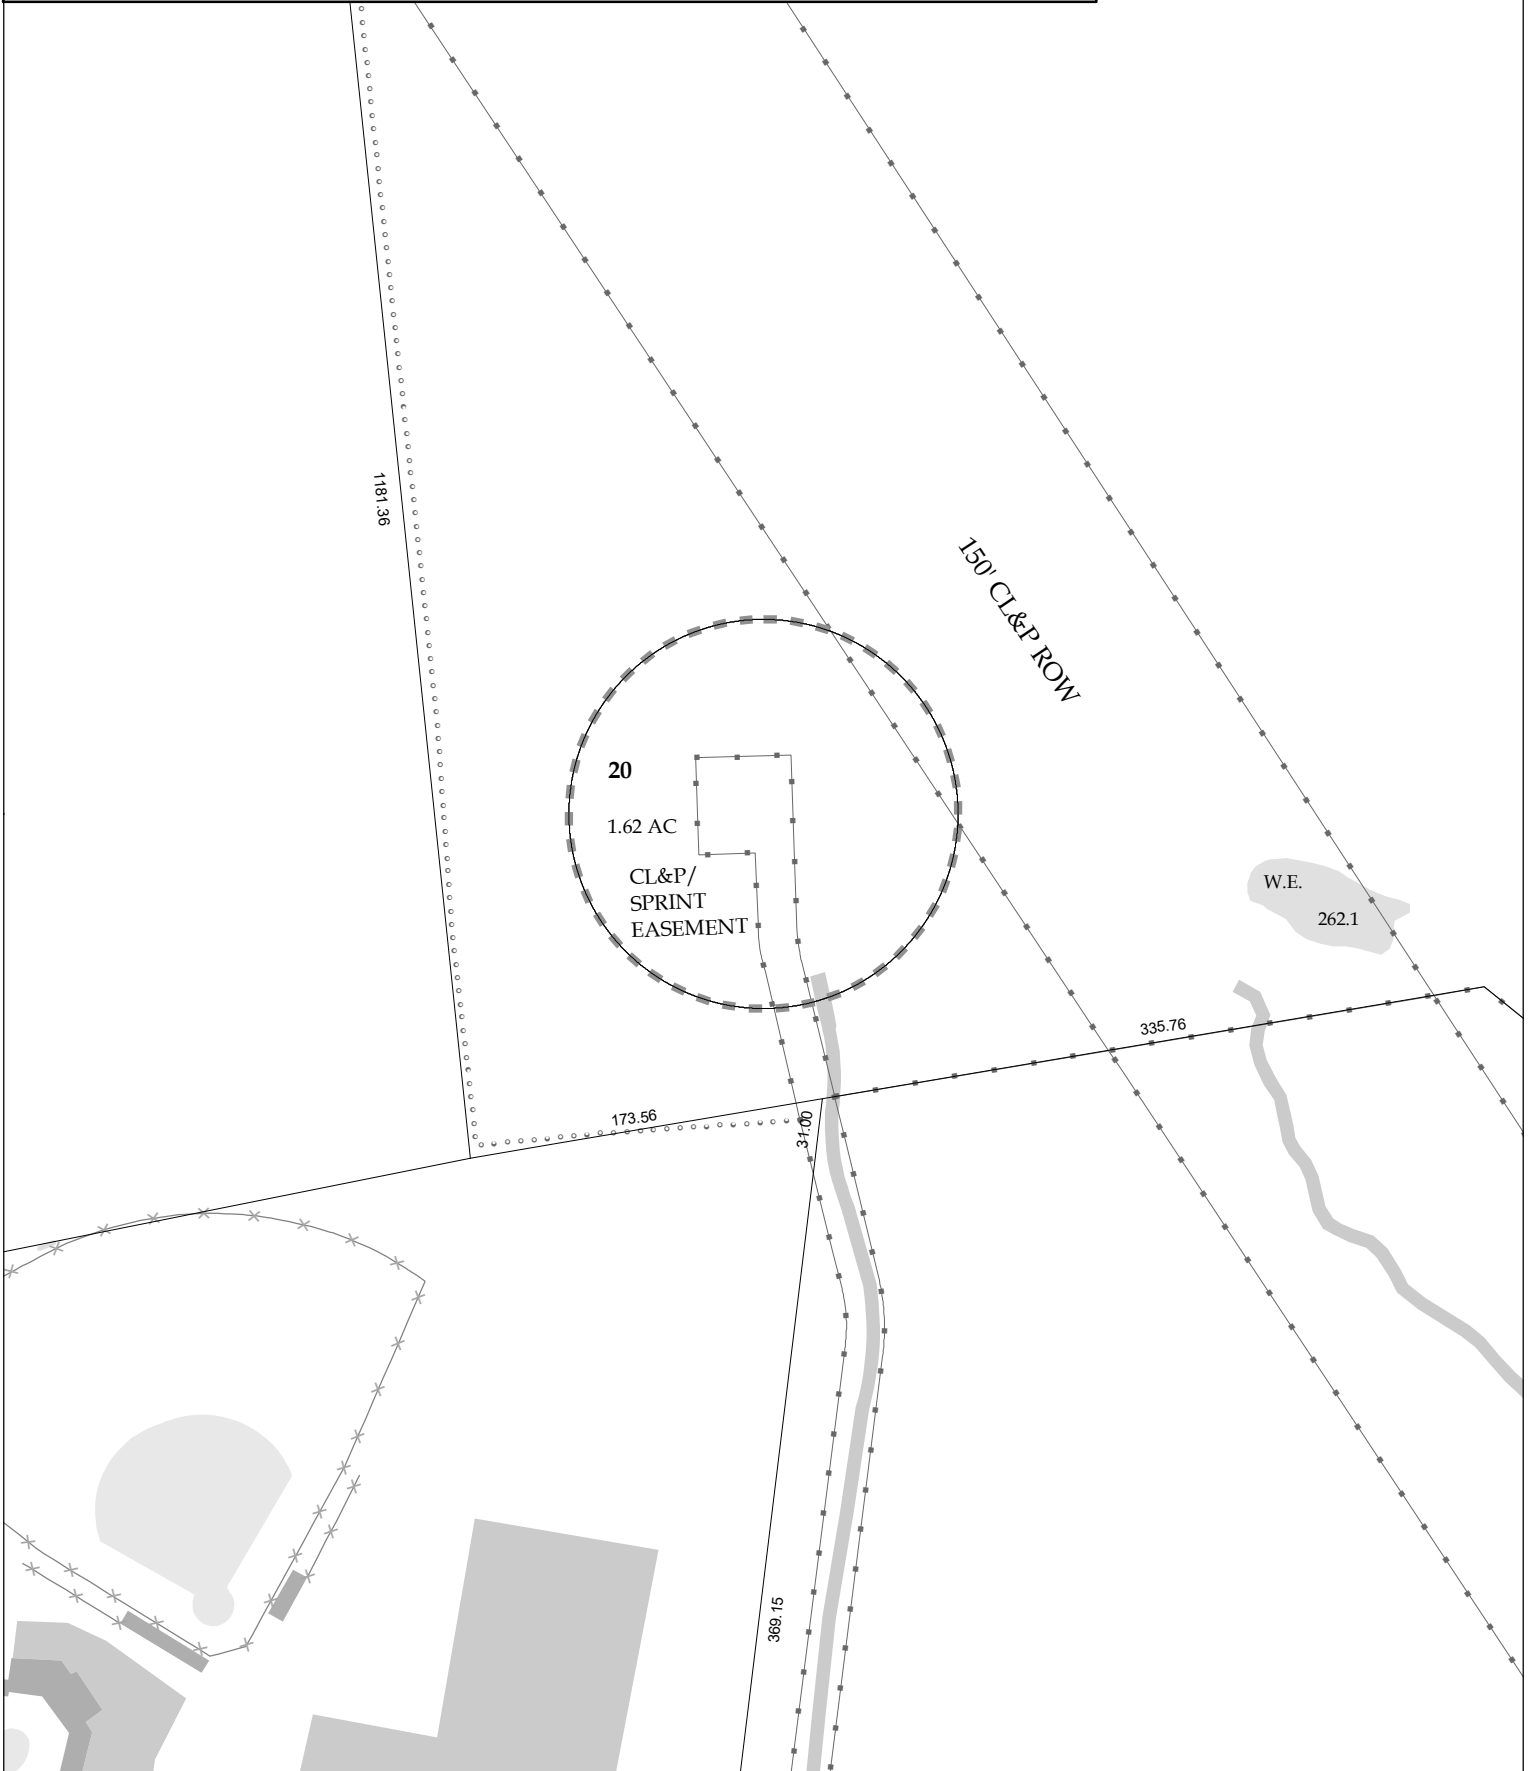 1181.36
150' CL&P ROW
20
1.62 AC
CL&P/
SPRINT
EASEMENT
W.E.
262.1
335.76
173.56
31.00
369.15